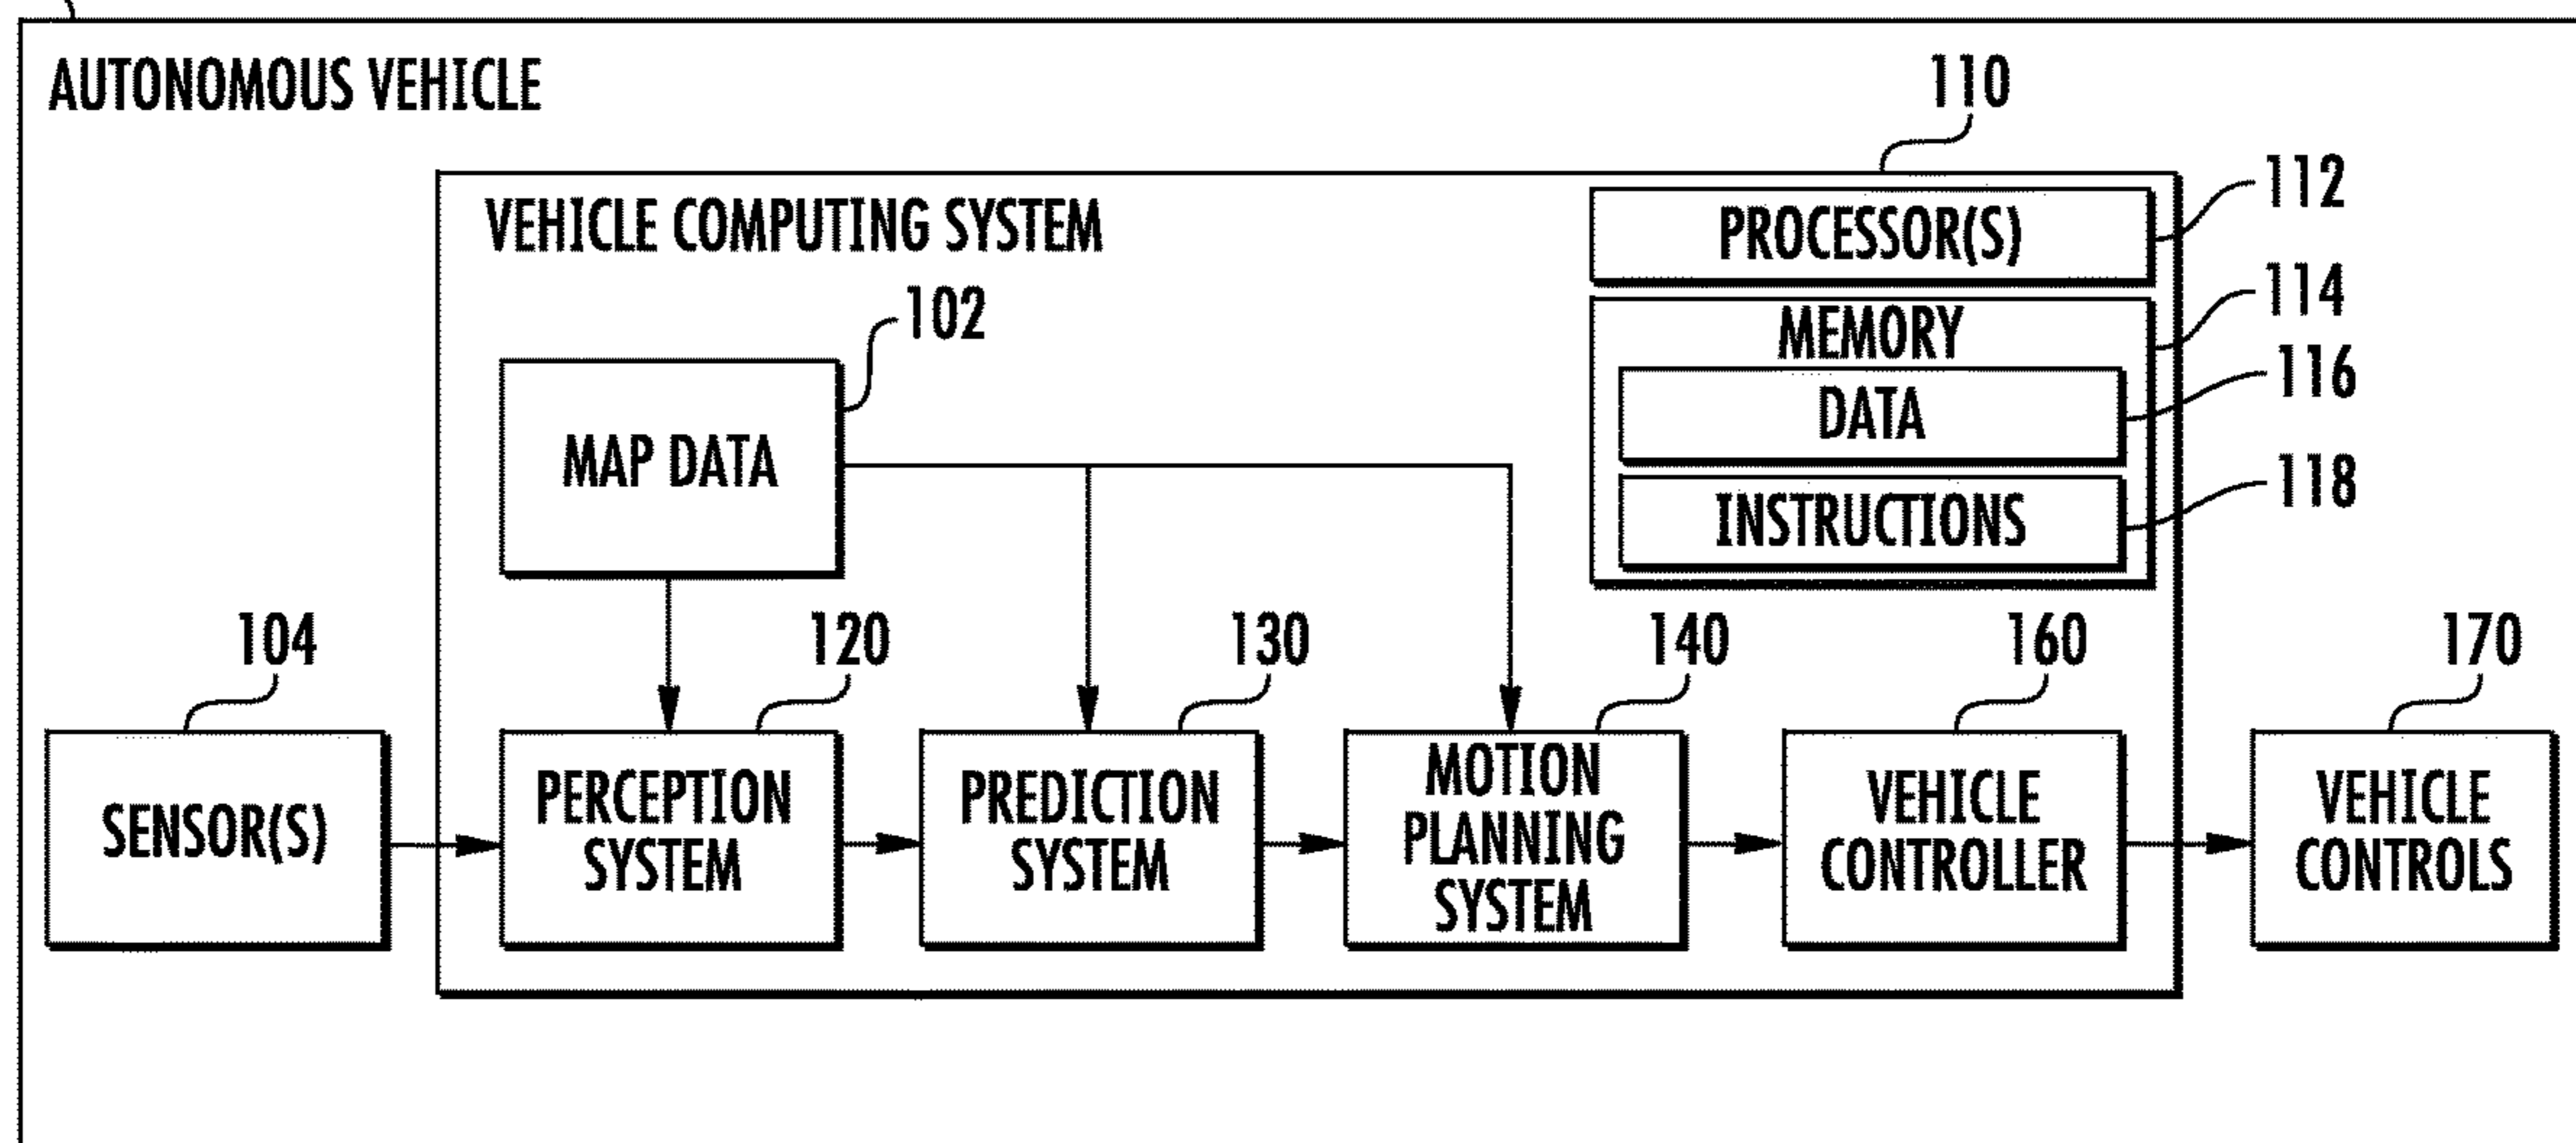 AUTONOMOUS VEHICLE
110
VEHICLE COMPUTING SYSTEM
PROCESSOR(S)
112
102
MEMORY
114
MAP DATA
DATA
116
INSTRUCTIONS
118
104
120
130
140
160
170
SENSOR(S)
PERCEPTION
SYSTEM
PREDICTION
SYSTEM
MOTION
PLANNING
SYSTEM
VEHICLE
CONTROLLER
VEHICLE
CONTROLS